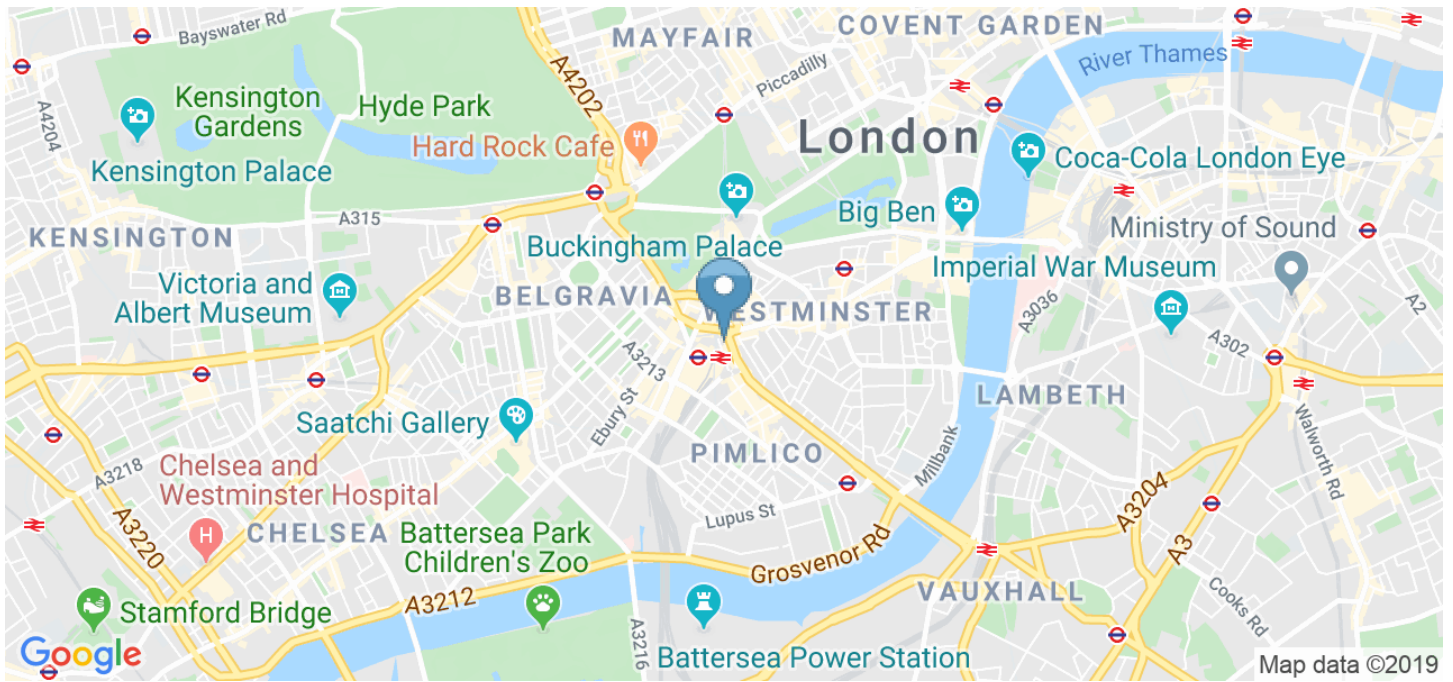 Bayswater Rd
MAYFAIR
COVENT GARDEN
River Thames
A4202
Piccadilly
A4204
Kensington
Gardens
Hyde Park
Hard Rock Cafe
London
Coca-Cola London Eye
Kensington Palace
A315
Big Ben
Ministry of Sound
KENSINGTON
Buckingham Palace
Imperial War Museum
Victoria and
Albert Museum
BELGRAVIA
WESTMINSTER
A3036
A2
A302
A3213
Ebury St
LAMBETH
Saatchi Gallery
PIMLICO
Millbank
Walworth Rd
A3218
Chelsea and
Westminster Hospital
H
A3220
CHELSEA
Battersea Park
Children's Zoo
Lupus St
Grosvenor Rd
A3204
A3
VAUXHALL
Cooks Rd
Stamford Bridge
A3212
A3216
Battersea Power Station
Google
Map data ©2019